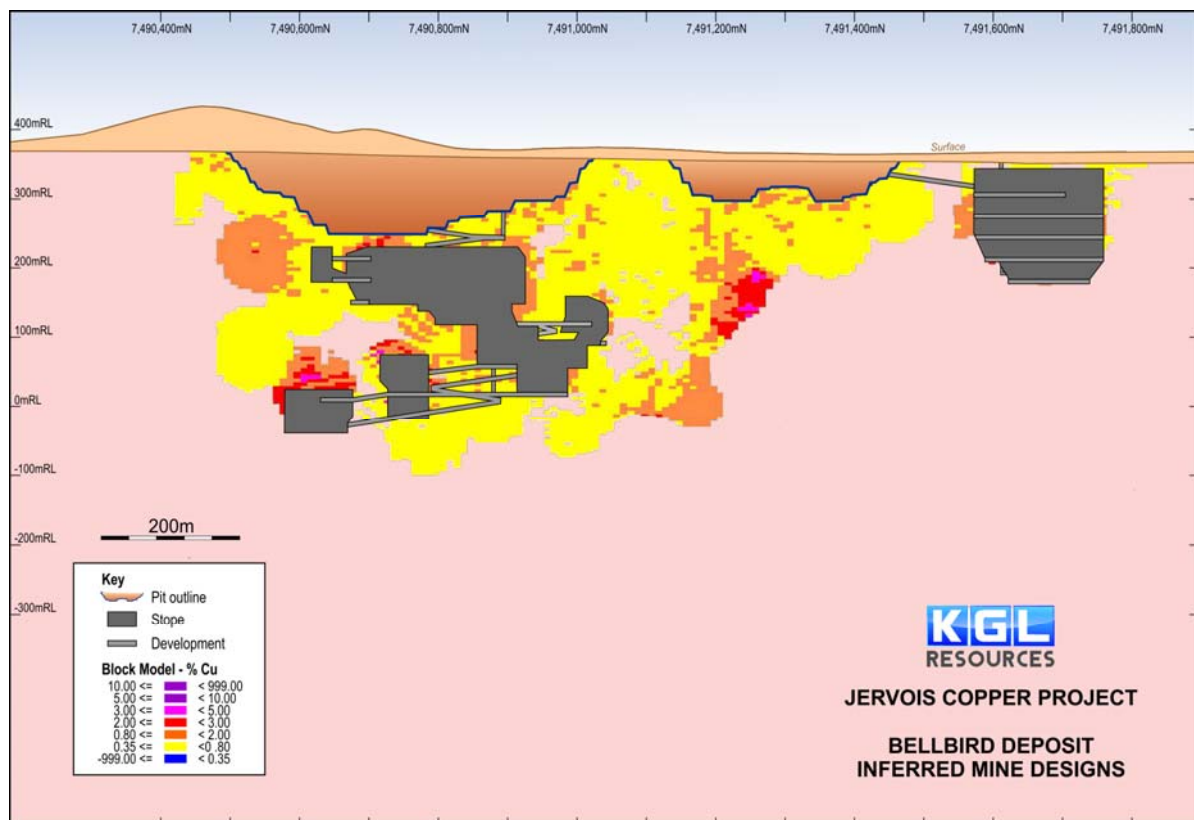 7,490,400mN 7,490,600mN 7,490,800mN 7,491,000mN 7,491,200mN 7,491,400mN 7,491,600mN 7,491,800mN
400mRL
Surface
300mRL
200mRL
100mRL
0mRL
-100mRL
-200mRL
-300mRL
200m
Key
Pit outline
Stope
Development
Block Model - % Cu
10.00 <= < 999.00
5.00 <= < 10.00
3.00 <= < 5.00
2.00 <= < 3.00
0.80 <= < 2.00
0.35 <= <0 .80
-999.00 <= < 0.35
KGL
RESOURCES
JERVOIS COPPER PROJECT
BELLBIRD DEPOSIT
INFERRED MINE DESIGNS